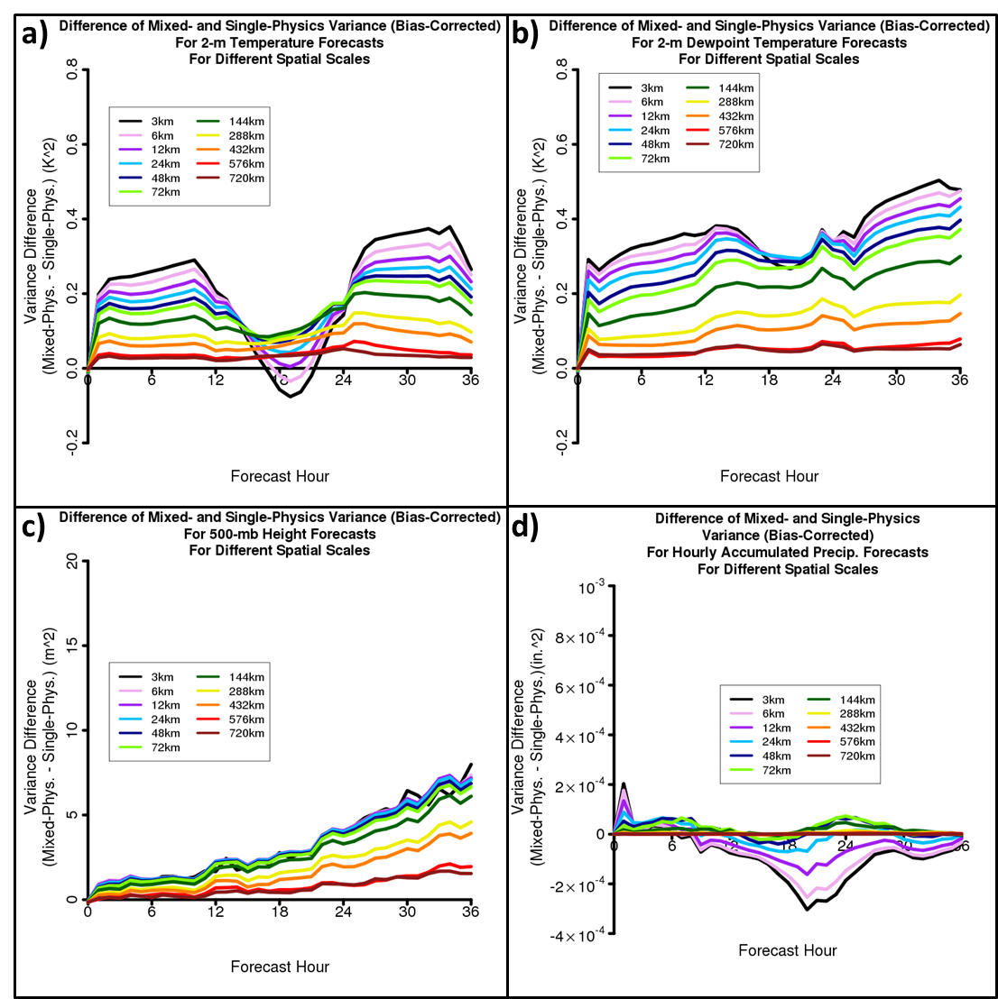 a)
Difference of Mixed- and Single-Physics Variance (Bias-Corrected)
For 2-m Temperature Forecasts
For Different Spatial Scales
Variance Difference
(Mixed-Phys. - Single-Phys.) (K^2)
0.8
0.6
0.4
0.2
0.0
-0.2
3km
6km
12km
24km
48km
72km
144km
288km
432km
576km
720km
0
6
12
18
24
30
36
Forecast Hour
b)
Difference of Mixed- and Single-Physics Variance (Bias-Corrected)
For 2-m Dewpoint Temperature Forecasts
For Different Spatial Scales
Variance Difference
(Mixed-Phys. - Single-Phys.) (K^2)
0.8
0.6
0.4
0.2
0.0
-0.2
3km
6km
12km
24km
48km
72km
144km
288km
432km
576km
720km
0
6
12
18
24
30
36
Forecast Hour
c)
Difference of Mixed- and Single-Physics Variance (Bias-Corrected)
For 500-mb Height Forecasts
For Different Spatial Scales
Variance Difference
(Mixed-Phys. - Single-Phys.) (m^2)
20
15
10
5
0
3km
6km
12km
24km
48km
72km
144km
288km
432km
576km
720km
0
6
12
18
24
30
36
Forecast Hour
d)
Difference of Mixed- and Single-Physics
Variance (Bias-Corrected)
For Hourly Accumulated Precip. Forecasts
For Different Spatial Scales
Variance Difference
(Mixed-Phys. - Single-Phys.)(in.^2)
10⁻³
8×10⁻⁴
6×10⁻⁴
4×10⁻⁴
2×10⁻⁴
0
-2×10⁻⁴
-4×10⁻⁴
3km
6km
12km
24km
48km
72km
144km
288km
432km
576km
720km
0
6
18
24
30
36
Forecast Hour